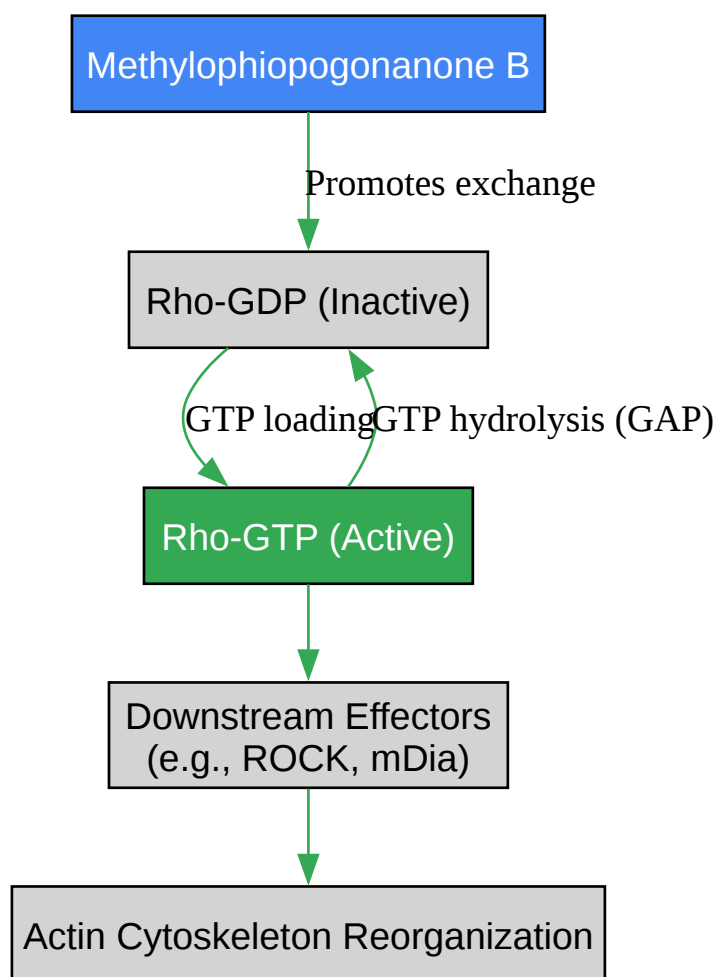 Methylophiopogonanone B
Promotes exchange
Rho-GDP (Inactive)
GTP loading
GTP hydrolysis (GAP)
Rho-GTP (Active)
Downstream Effectors
(e.g., ROCK, mDia)
Actin Cytoskeleton Reorganization